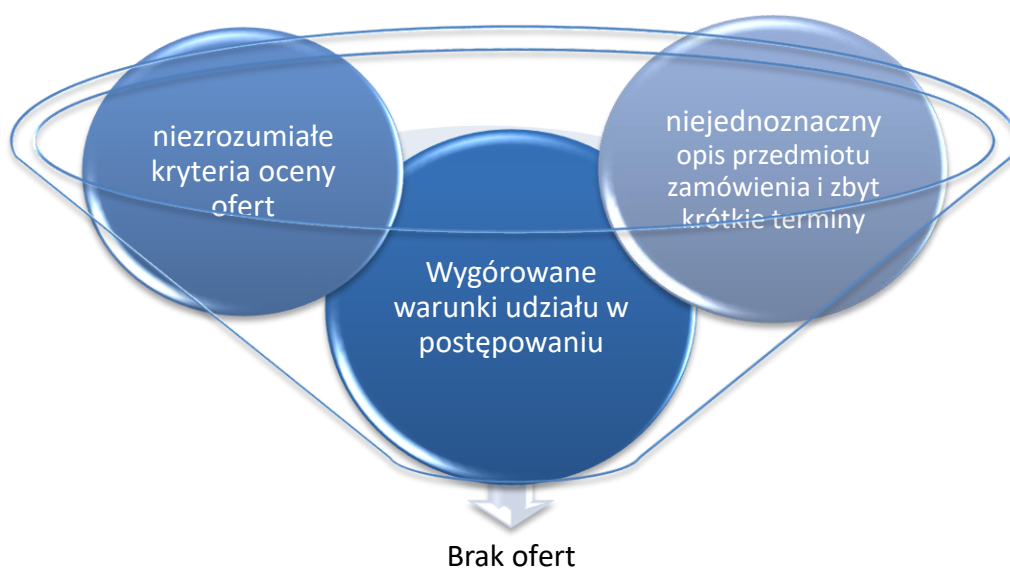 niezrozumiałe
kryteria oceny
ofert
niejednoznaczny
opis przedmiotu
zamówienia i zbyt
krótkie terminy
Wygórowane
warunki udziału w
postępowaniu
Brak ofert